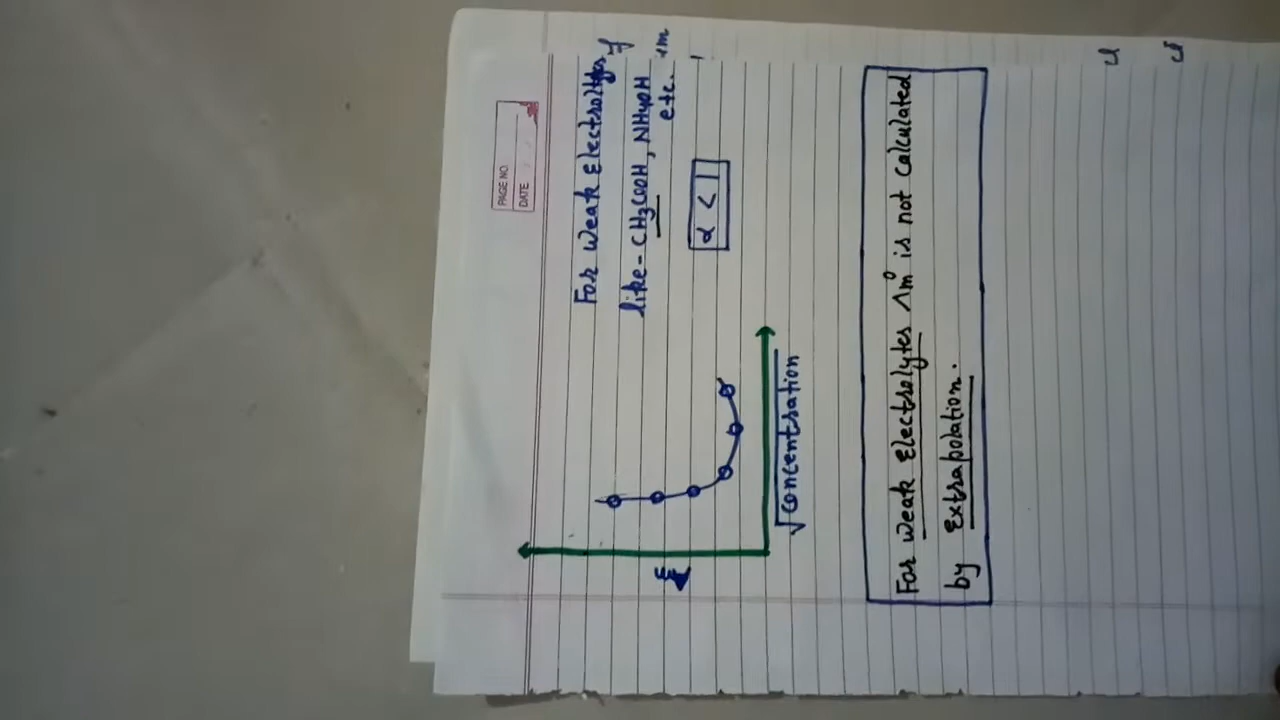 PAGE NO.
DATE
For Weak Electrolytes
like - CH3COOH, NH4OH
etc.
α < 1
Λm
√concentration
For Weak Electrolytes Λm° is not calculated
by Extrapolation.